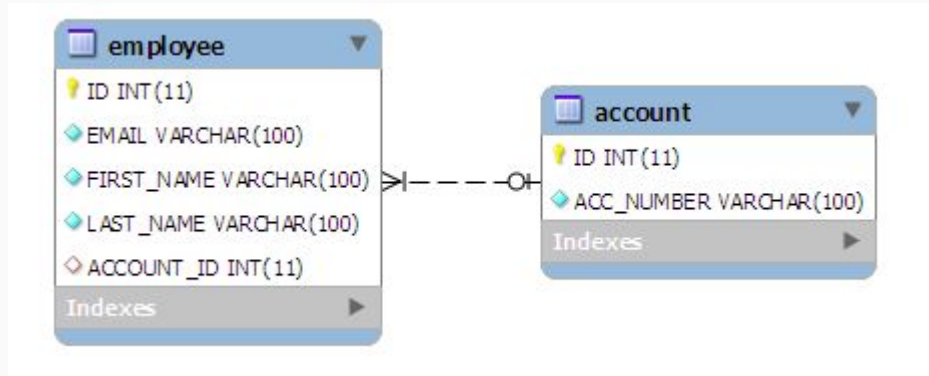 employee
ID INT(11)
EMAIL VARCHAR(100)
FIRST_NAME VARCHAR(100)
LAST_NAME VARCHAR(100)
ACCOUNT_ID INT(11)
Indexes
account
ID INT(11)
ACC_NUMBER VARCHAR(100)
Indexes